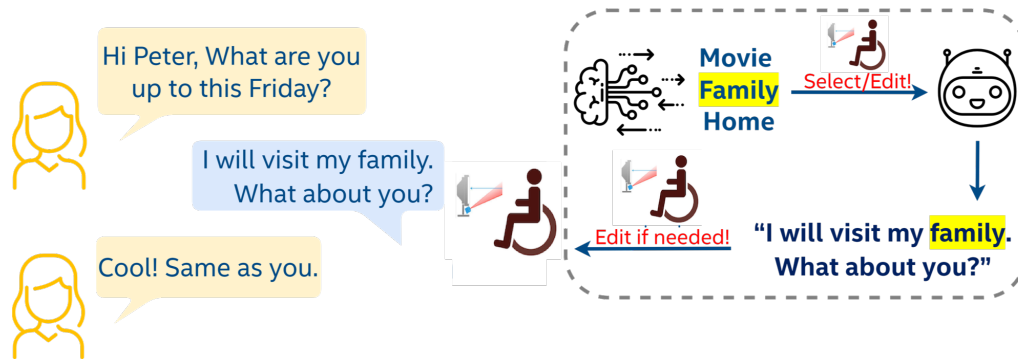 Hi Peter, What are you
up to this Friday?
I will visit my family.
What about you?
Cool! Same as you.
Movie
Family
Home
Select/Edit!
"I will visit my family.
What about you?"
Edit if needed!